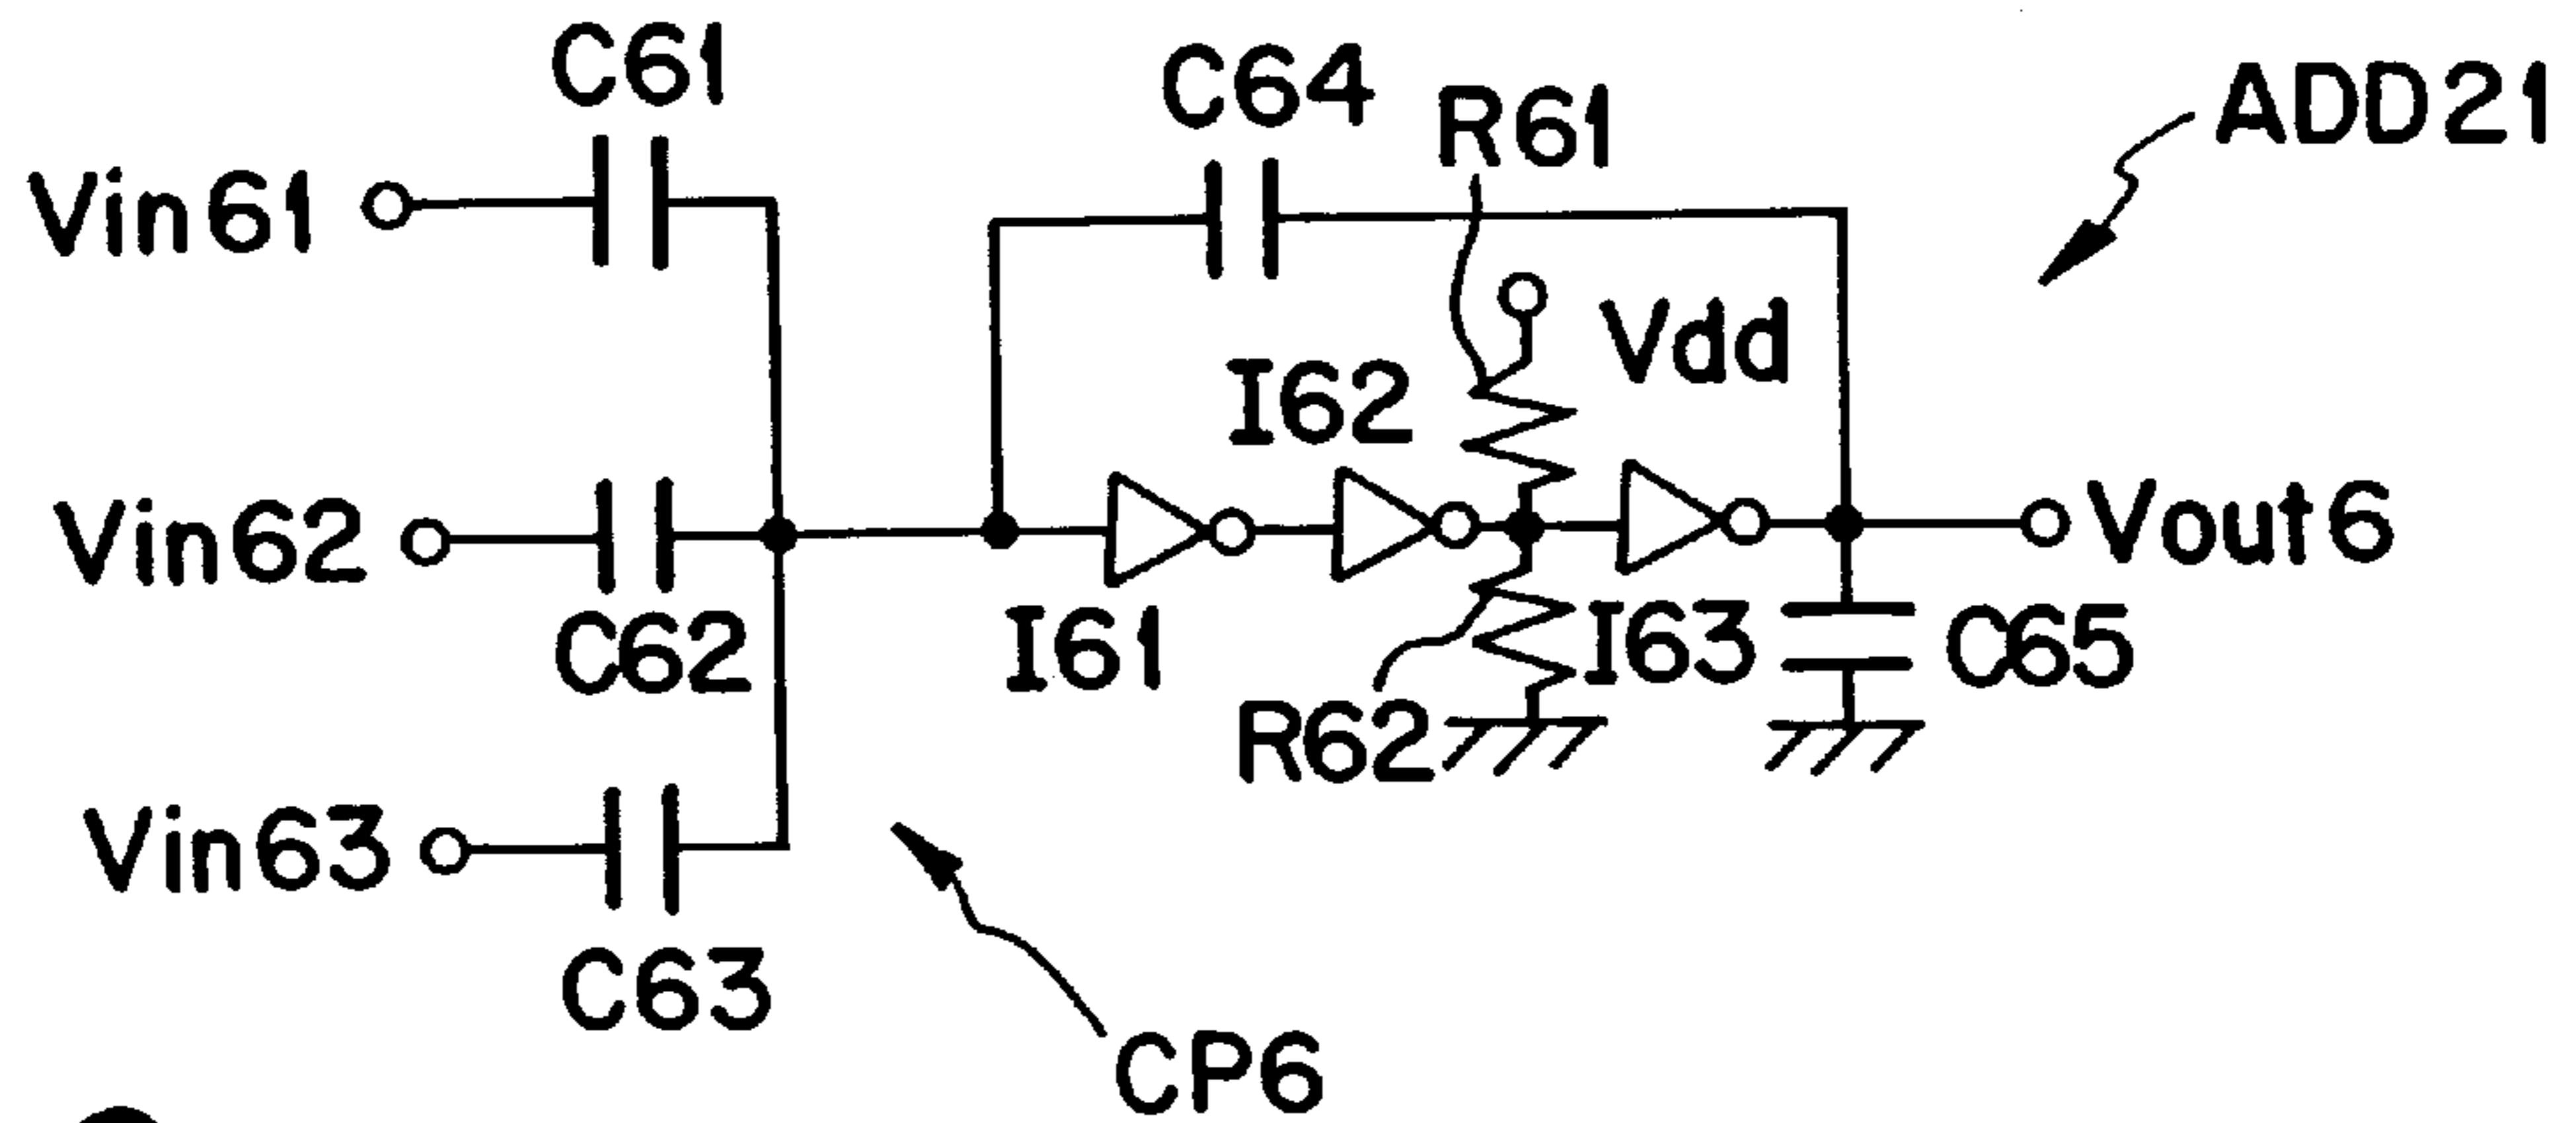 C61
C64
R61
ADD21
Vin61
Vdd
I62
Vin62
Vout6
C62
I61
I63
C65
R62
Vin63
C63
CP6